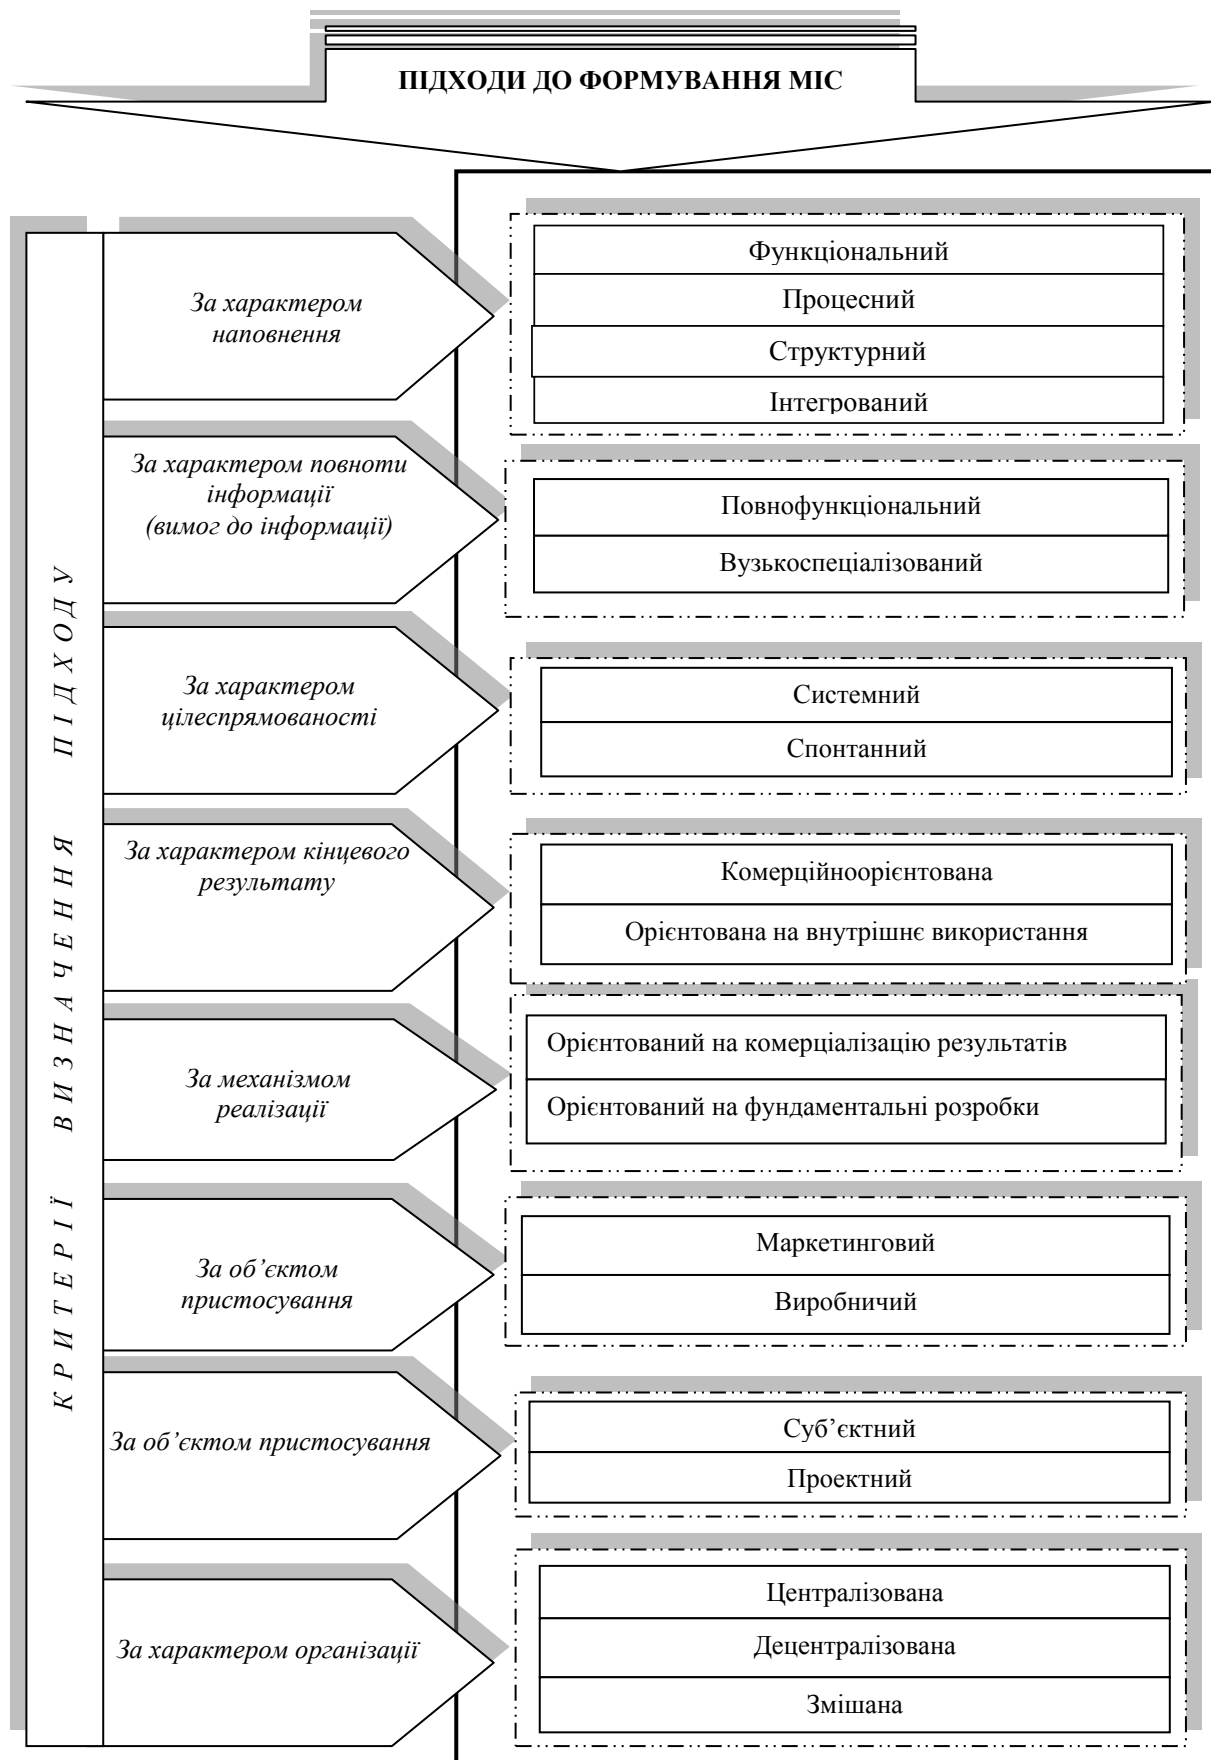 ПІДХОДИ ДО ФОРМУВАННЯ МІС
КРИТЕРІЇ ВИЗНАЧЕННЯ ПІДХОДУ
За характером
наповнення
Функціональний
Процесний
Структурний
Інтегрований
За характером повноти
інформації
(вимог до інформації)
Повнофункціональний
Вузькоспеціалізований
За характером
цілеспрямованості
Системний
Спонтанний
За характером кінцевого
результату
Комерційноорієнтована
Орієнтована на внутрішнє використання
За механізмом
реалізації
Орієнтований на комерціалізацію результатів
Орієнтований на фундаментальні розробки
За об’єктом
пристосування
Маркетинговий
Виробничий
За об’єктом пристосування
Суб’єктний
Проектний
За характером організації
Централізована
Децентралізована
Змішана